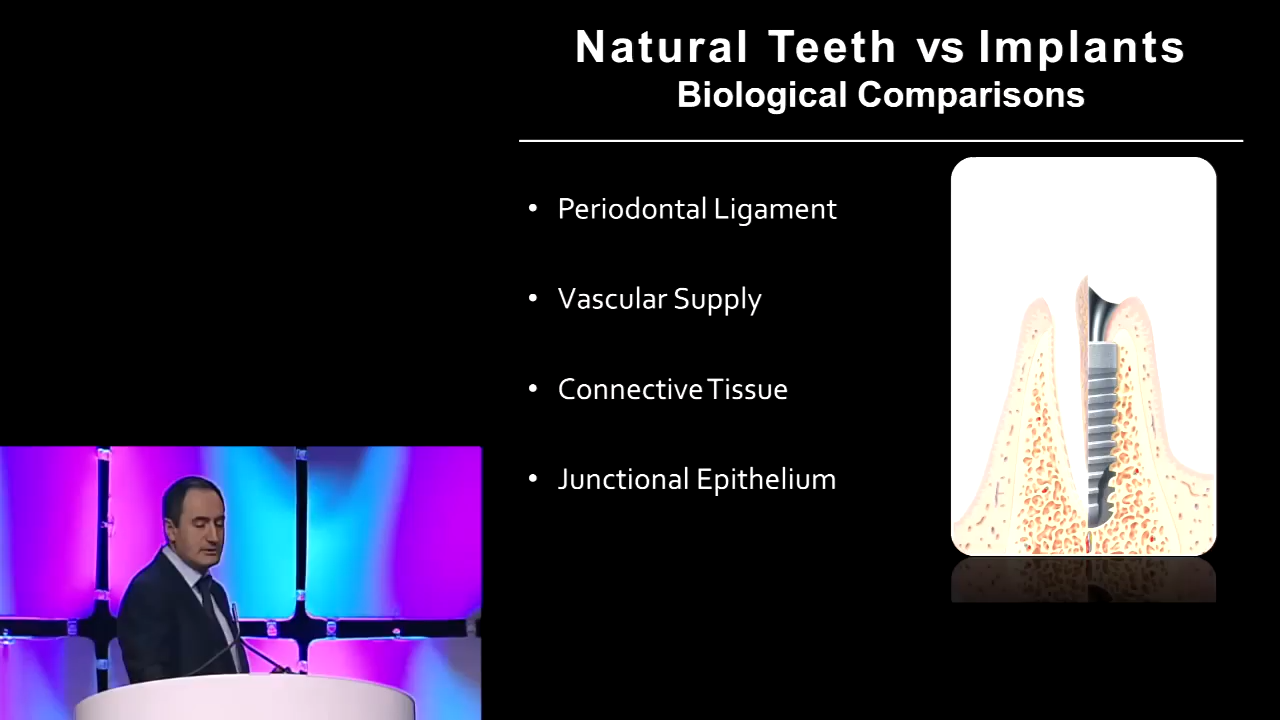 Natural Teeth vs Implants
Biological Comparisons
• Periodontal Ligament
• Vascular Supply
• Connective Tissue
• Junctional Epithelium